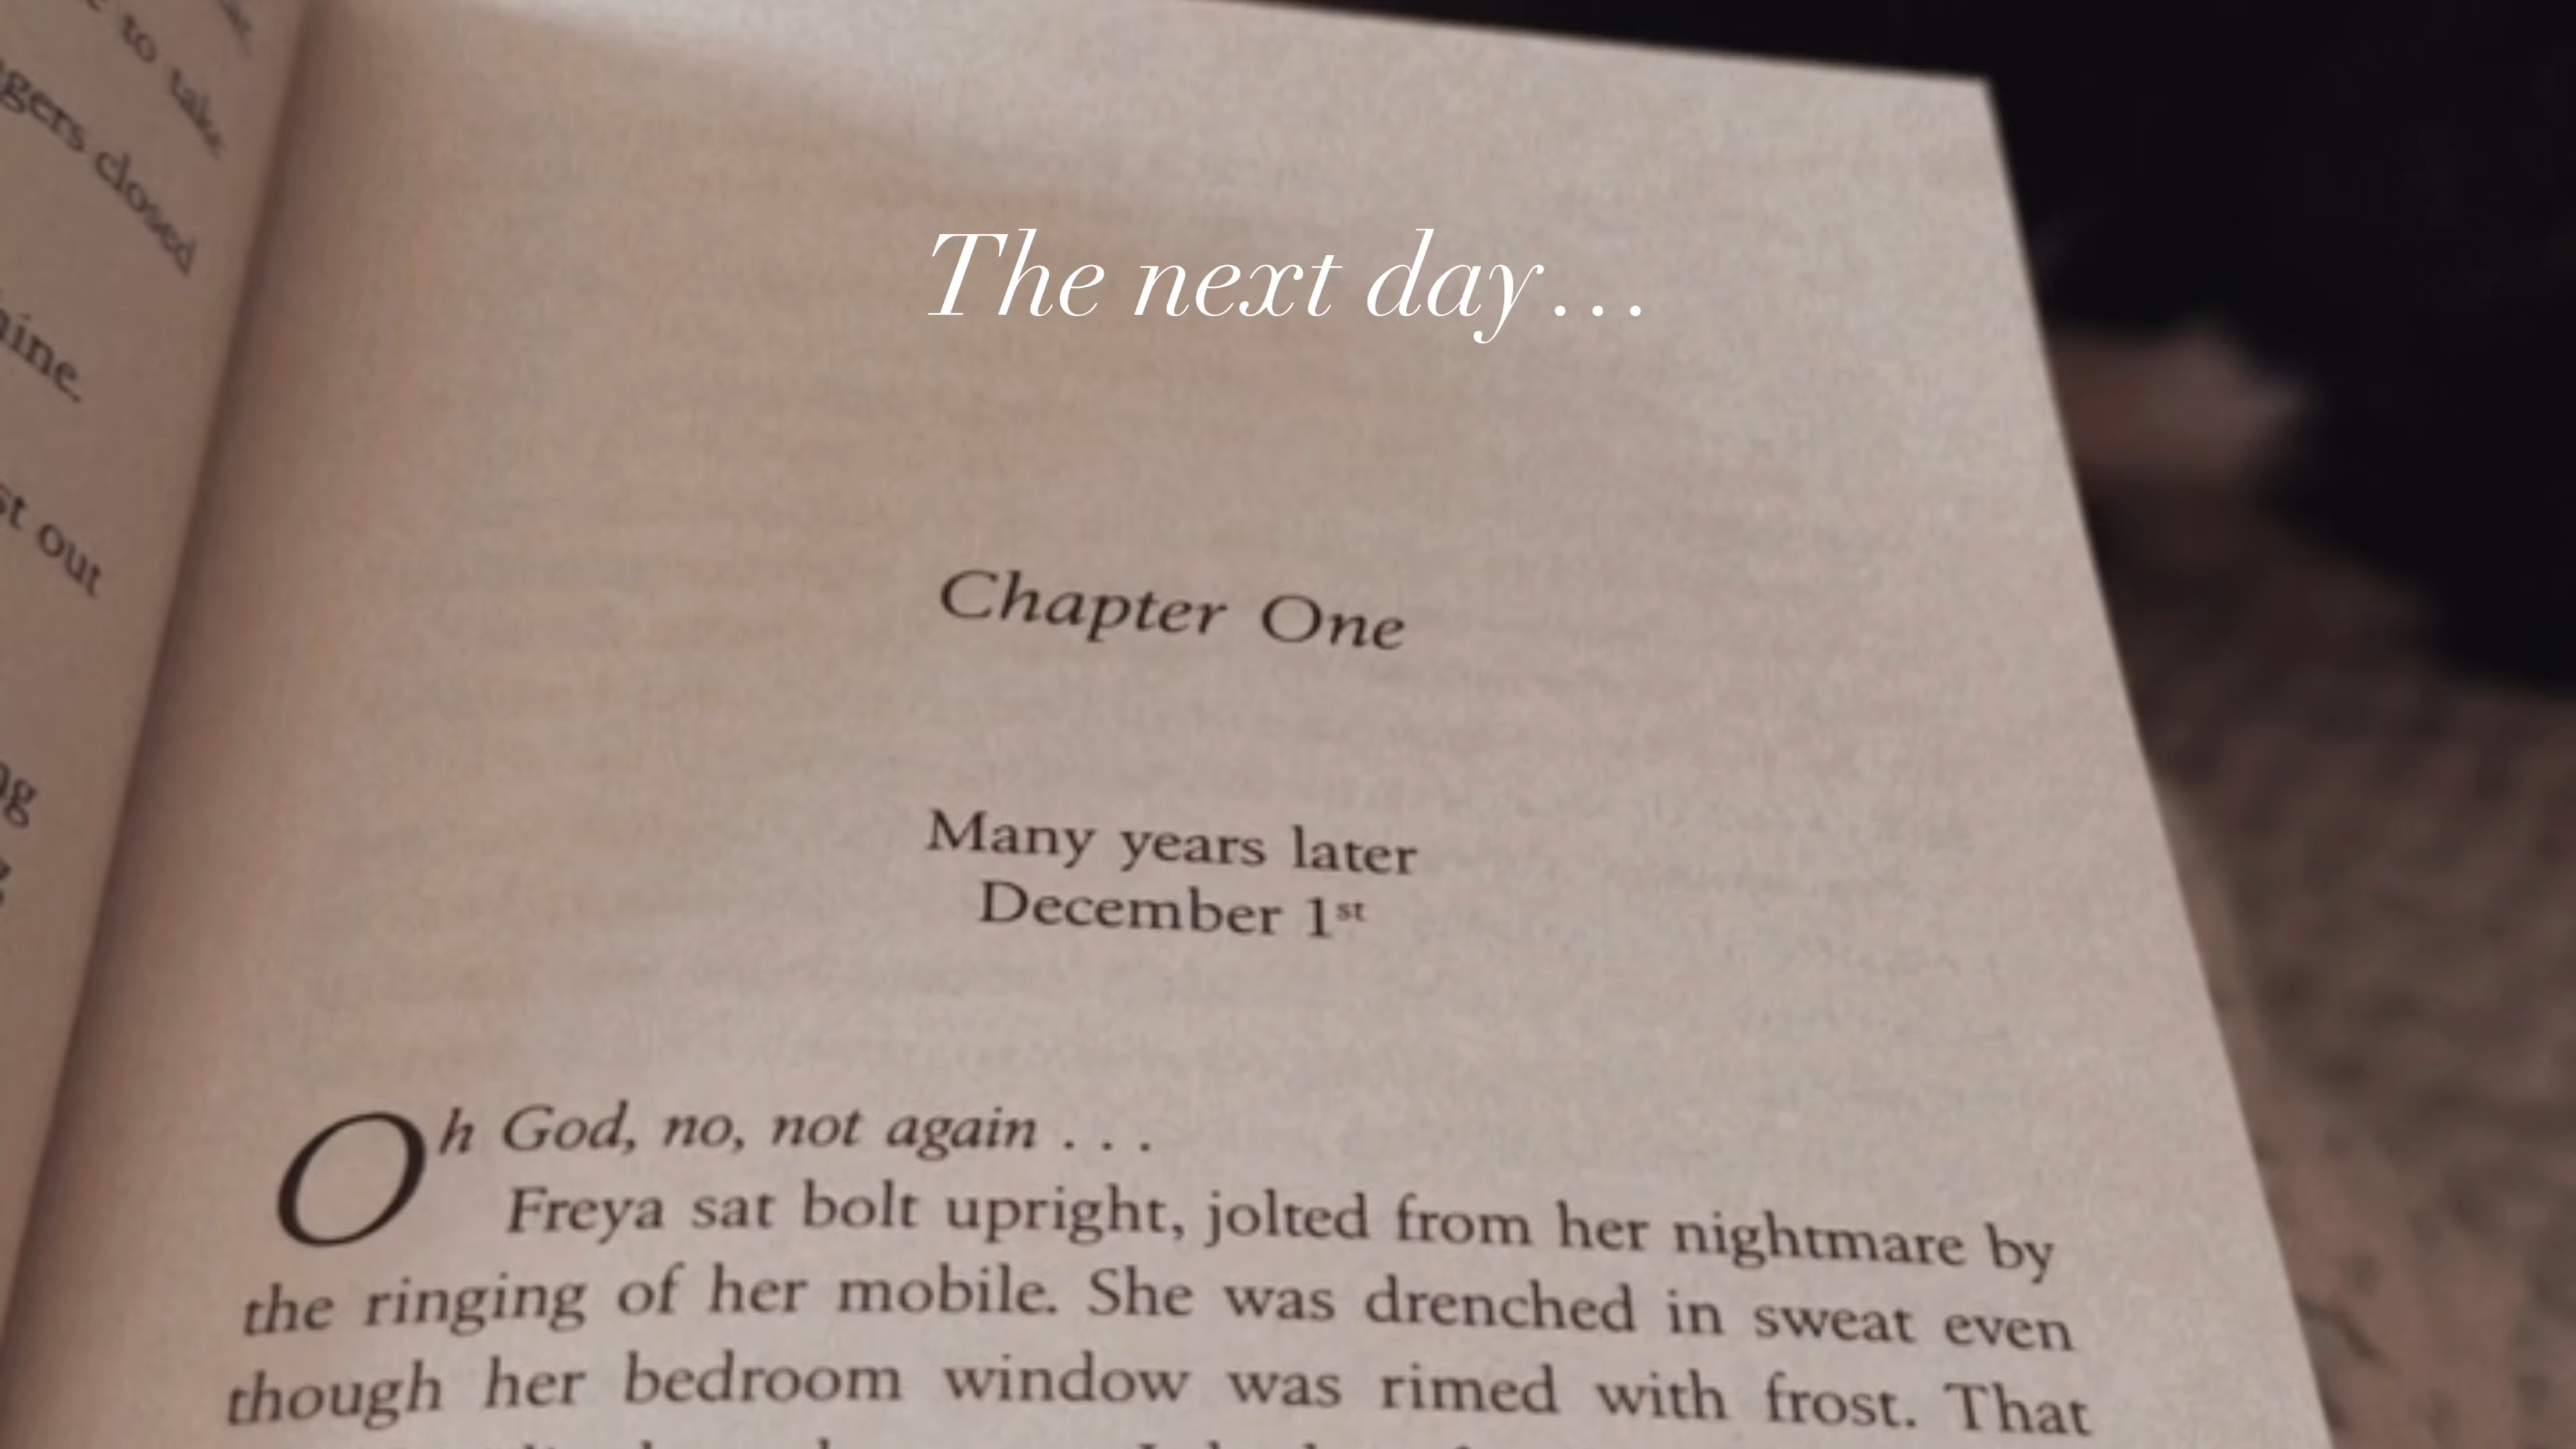 to take
closed
st out
The next day...
Chapter One
Many years later
December 1st
Oh God, no, not again . . .
Freya sat bolt upright, jolted from her nightmare by
the ringing of her mobile. She was drenched in sweat even
though her bedroom window was rimed with frost. That